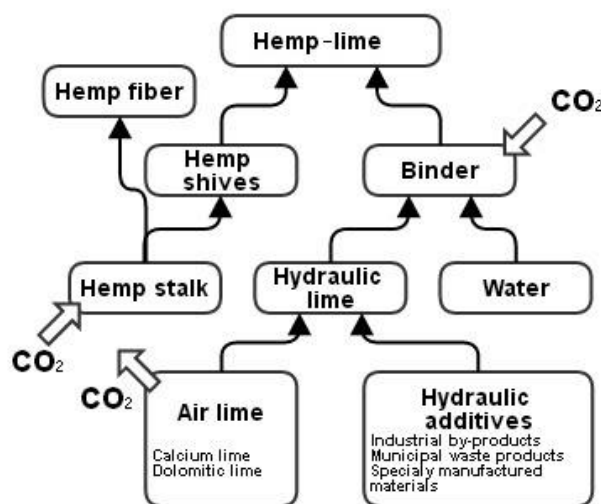 Hemp-lime
Hemp fiber
CO₂
Hemp
shives
Binder
Hemp stalk
Hydraulic
lime
Water
CO₂
CO₂
Air lime
Calcium lime
Dolomitic lime
Hydraulic
additives
Industrial by-products
Municipal waste products
Specialy manufactured
materials